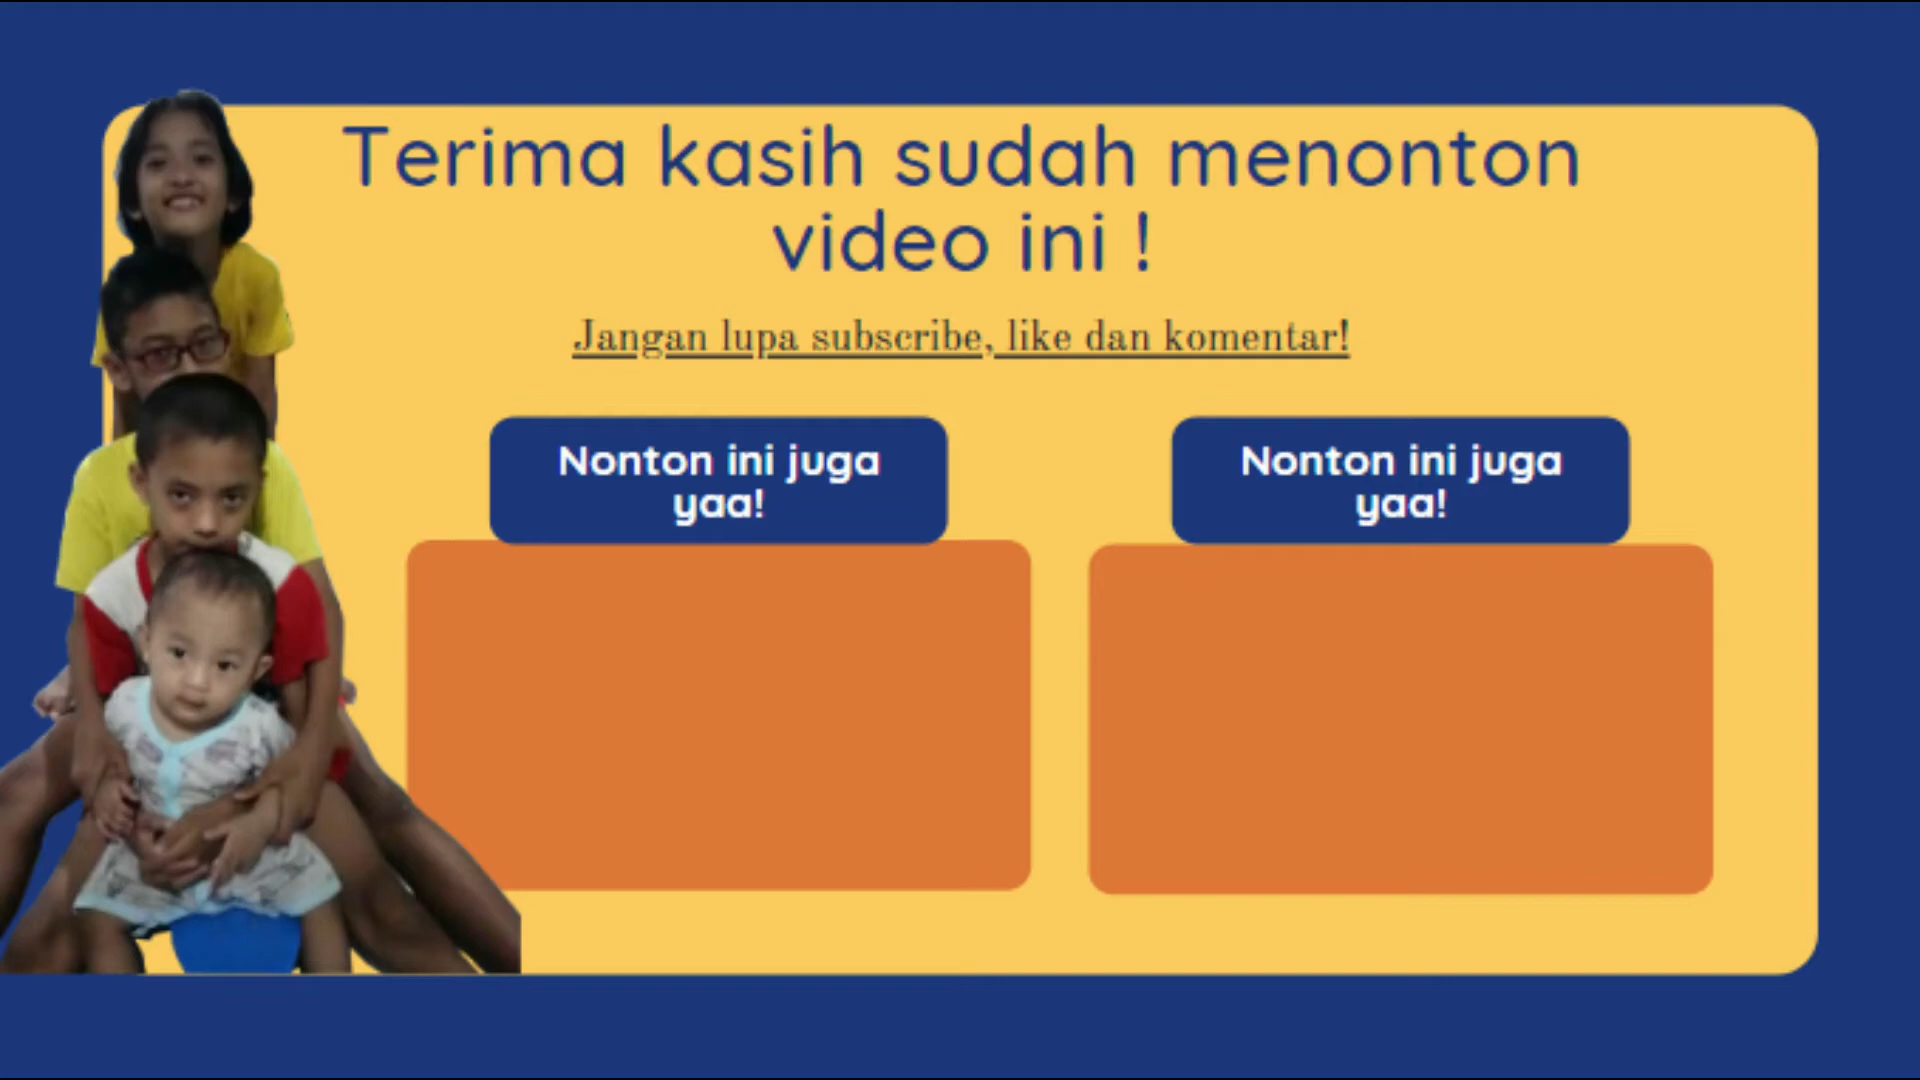 Terima kasih sudah menonton
video ini !
Jangan lupa subscribe, like dan komentar!
Nonton ini juga
yaa!
Nonton ini juga
yaa!